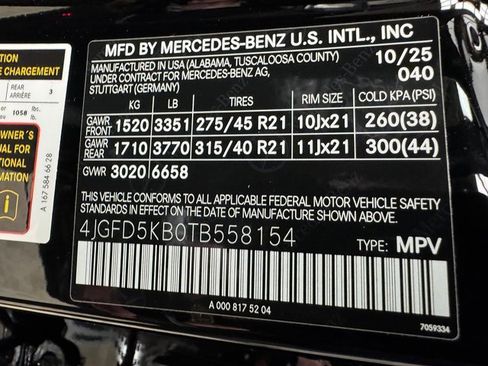 TION
E CHARGEMENT
REAR
ARRIÈRE
3
1058 lbs.
lb.
OWNER'S
MANUAL FOR
TIONAL
MATION
A 167 584 66 28
MFD BY MERCEDES-BENZ U.S. INTL., INC
MANUFACTURED IN USA (ALABAMA, TUSCALOOSA COUNTY)
UNDER CONTRACT FOR MERCEDES-BENZ AG,
STUTTGART (GERMANY)
10/25
040
KG LB TIRES RIM SIZE COLD KPA (PSI)
GAWR FRONT 1520 3351 275/45 R21 10Jx21 260(38)
GAWR REAR 1710 3770 315/40 R21 11Jx21 300(44)
GVWR 3020 6658
THIS VEHICLE CONFORMS TO ALL APPLICABLE FEDERAL MOTOR VEHICLE SAFETY
STANDARDS IN EFFECT ON THE DATE OF MANUFACTURE SHOWN ABOVE.
4JGFD5KB0TB558154
TYPE: MPV
A 000 817 52 04
7059334